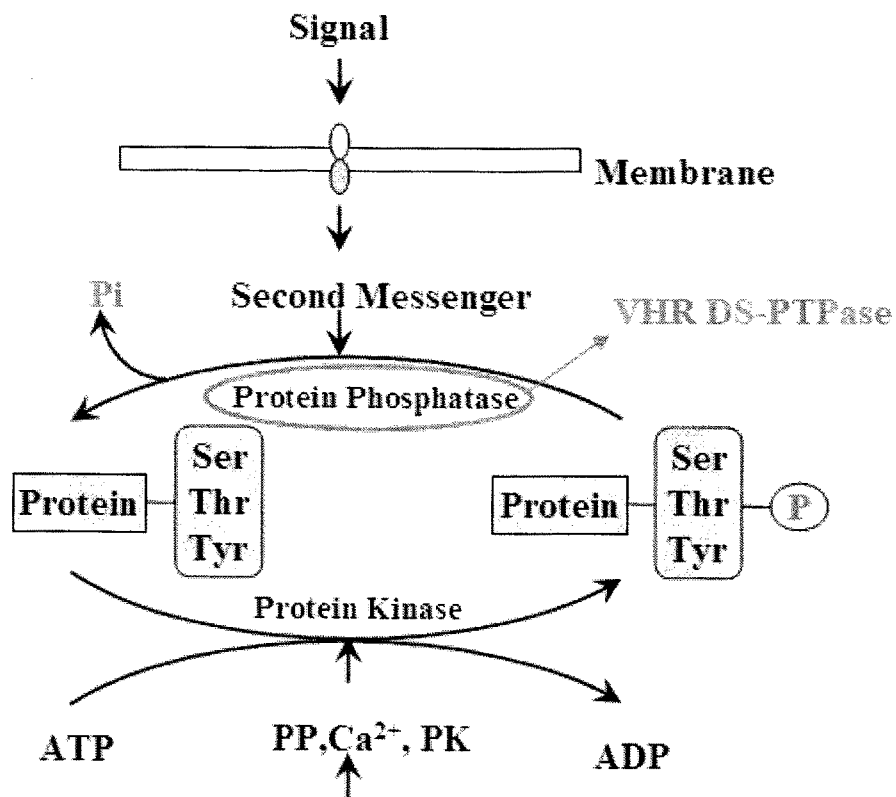 Signal
Membrane
Pi
Second Messenger
VHR DS-PTPase
Protein Phosphatase
Protein
Ser
Thr
Tyr
Protein
Ser
Thr
Tyr
P
Protein Kinase
ATP
PP,Ca²⁺, PK
ADP